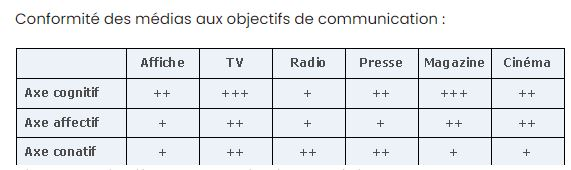 Conformité des médias aux objectifs de communication :
Affiche TV Radio Presse Magazine Cinéma
Axe cognitif ++ +++ + ++ +++ ++
Axe affectif + ++ + + ++ ++
Axe conatif + ++ ++ ++ + +